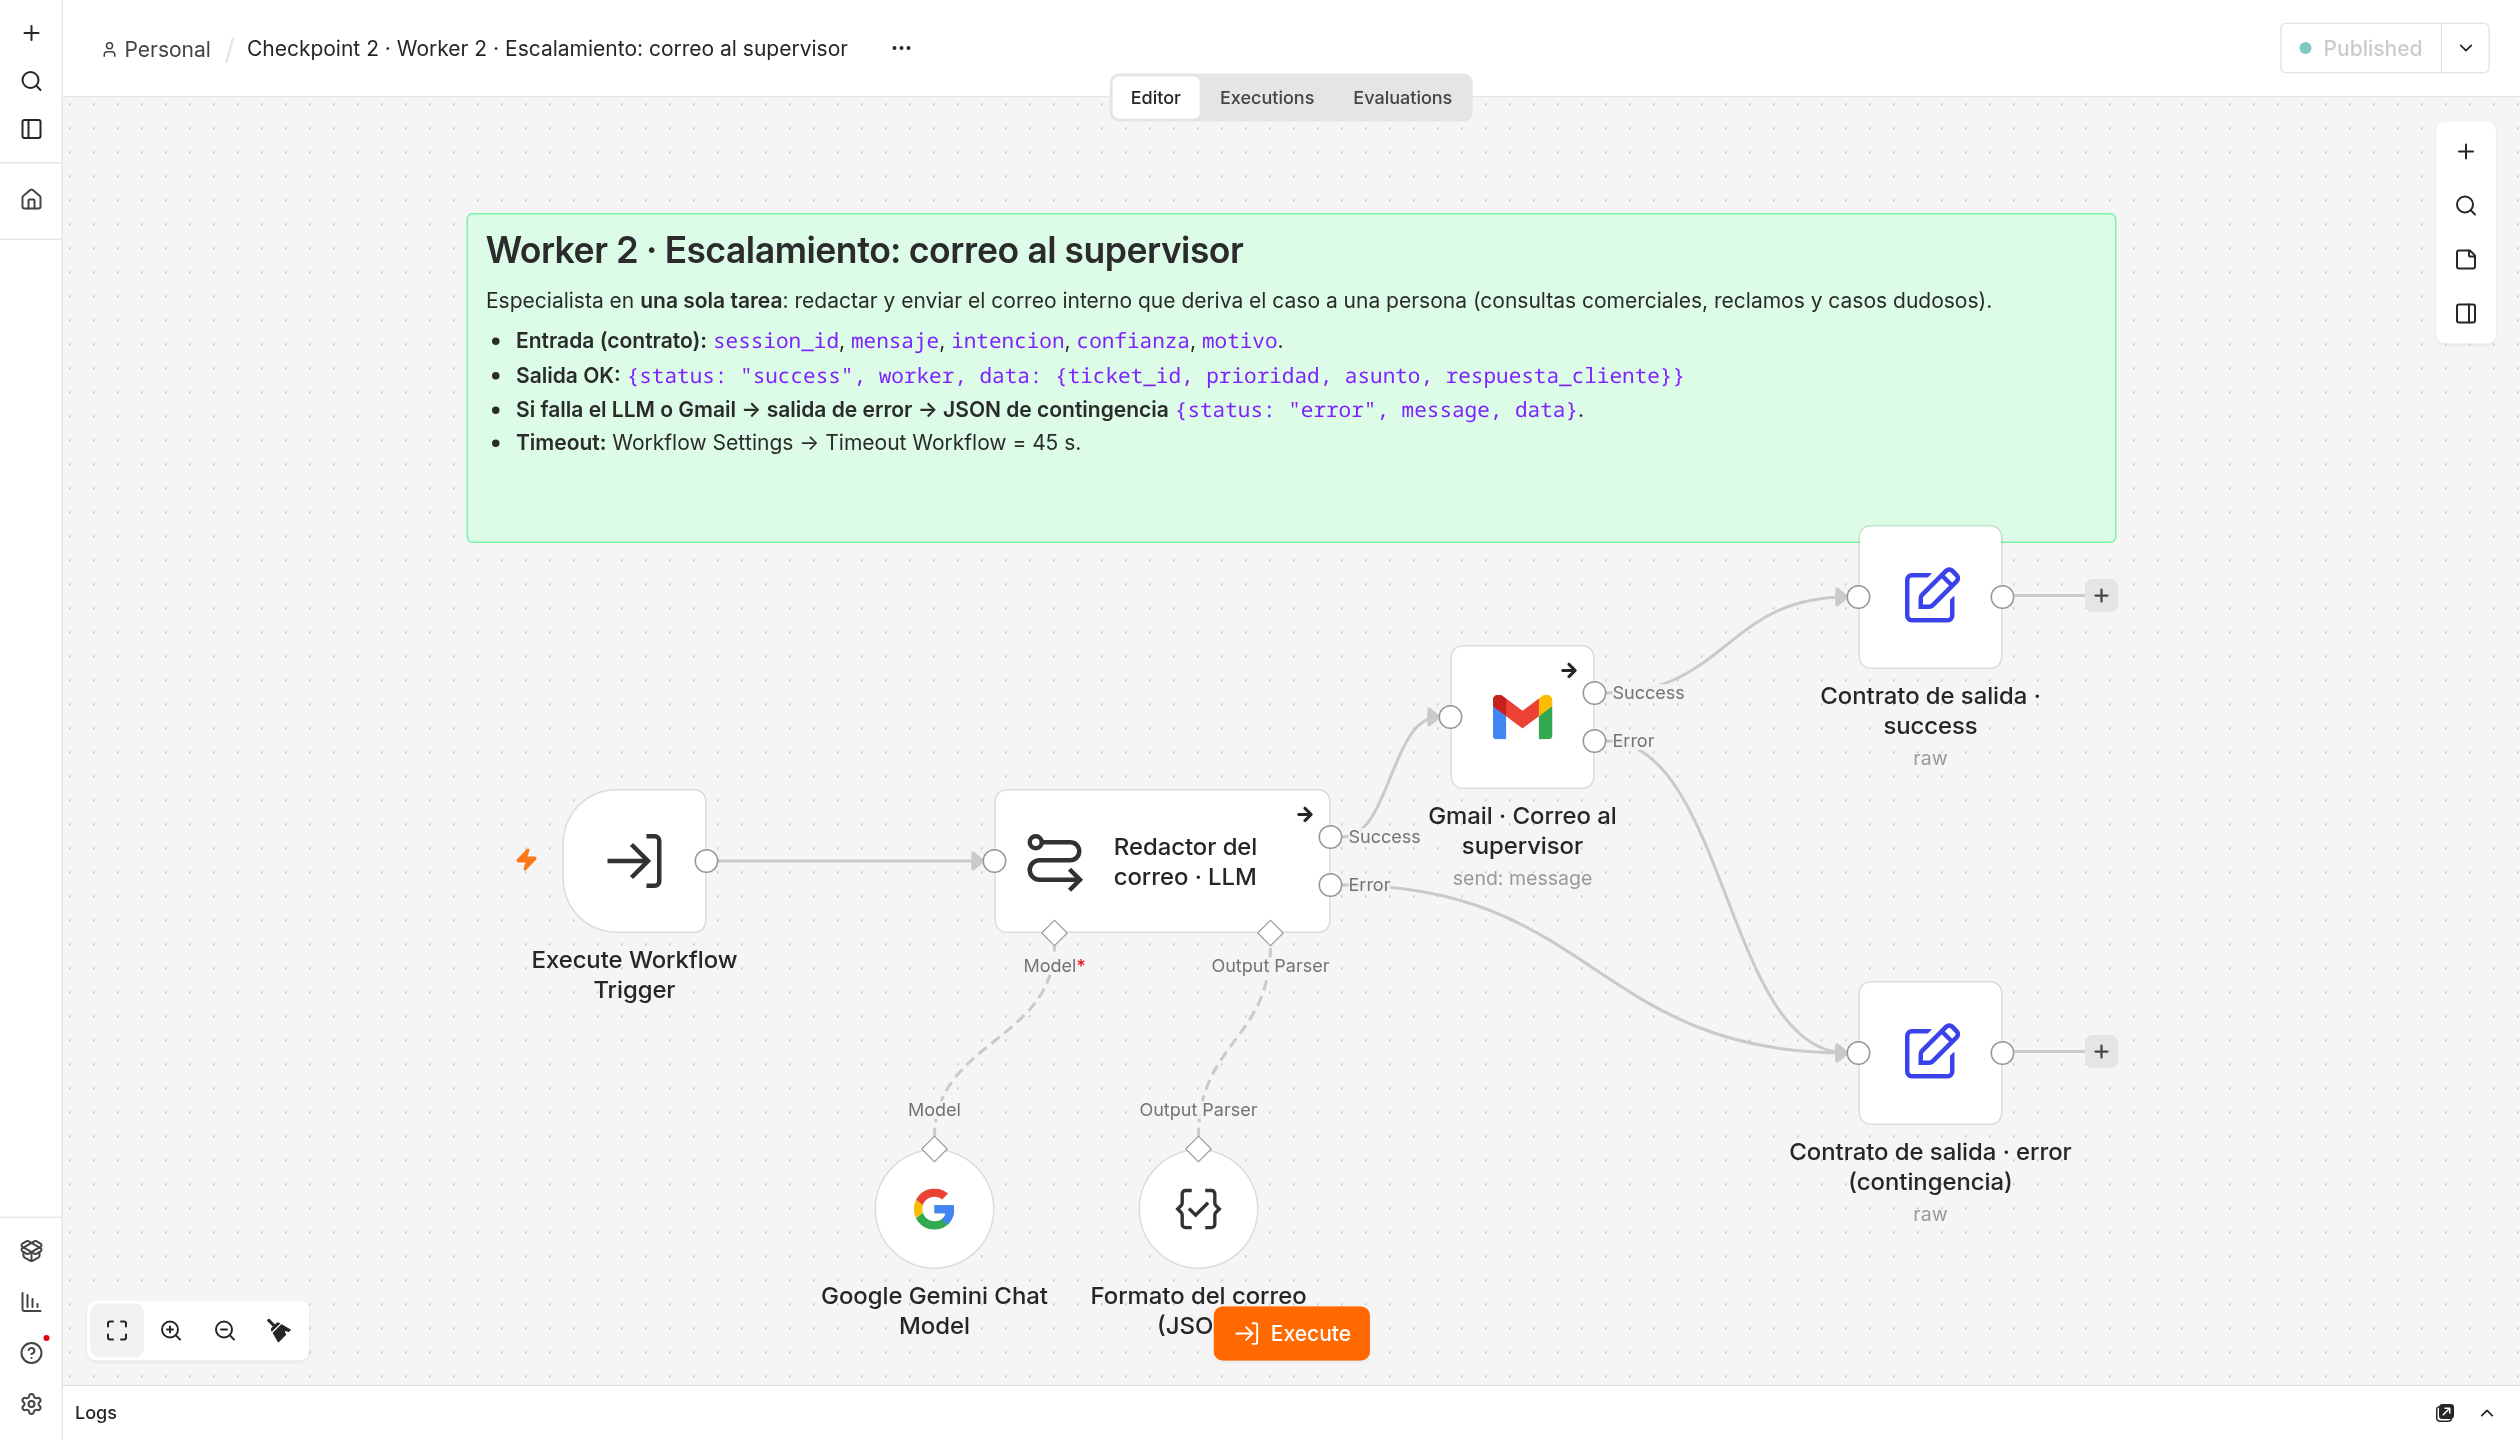 Personal / Checkpoint 2 · Worker 2 · Escalamiento: correo al supervisor ...
Published
Editor Executions Evaluations
Worker 2 · Escalamiento: correo al supervisor
Especialista en una sola tarea: redactar y enviar el correo interno que deriva el caso a una persona (consultas comerciales, reclamos y casos dudosos).
• Entrada (contrato): session_id, mensaje, intencion, confianza, motivo.
• Salida OK: {status: "success", worker, data: {ticket_id, prioridad, asunto, respuesta_cliente}}
• Si falla el LLM o Gmail → salida de error → JSON de contingencia {status: "error", message, data}.
• Timeout: Workflow Settings → Timeout Workflow = 45 s.
Success
Error
Contrato de salida ·
success
raw
Gmail · Correo al
supervisor
send: message
Redactor del
correo · LLM
Success
Error
Execute Workflow
Trigger
Model*
Output Parser
Model
Output Parser
Contrato de salida · error
(contingencia)
raw
Google Gemini Chat
Model
Formato del correo
(JSO
Execute
Logs